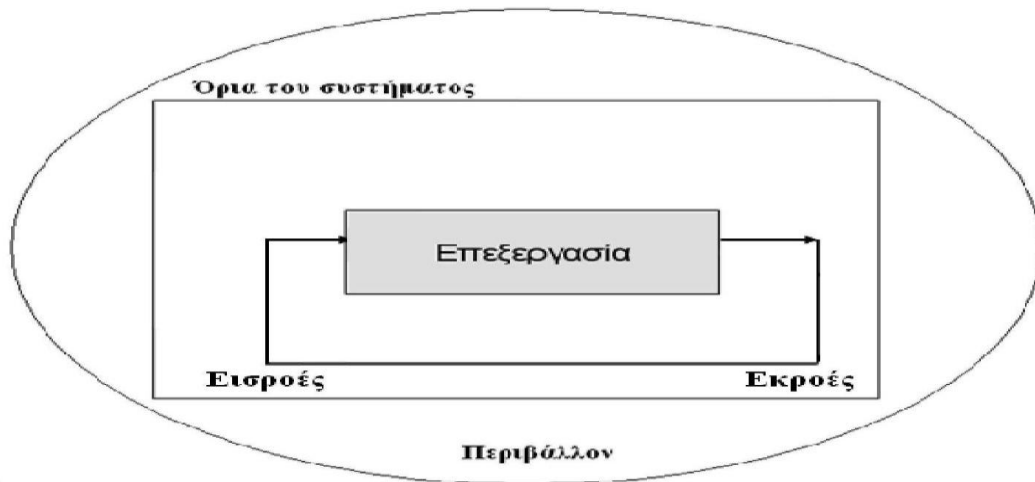 Όρια του συστήματος
Επεξεργασία
Εισροές
Εκροές
Περιβάλλον